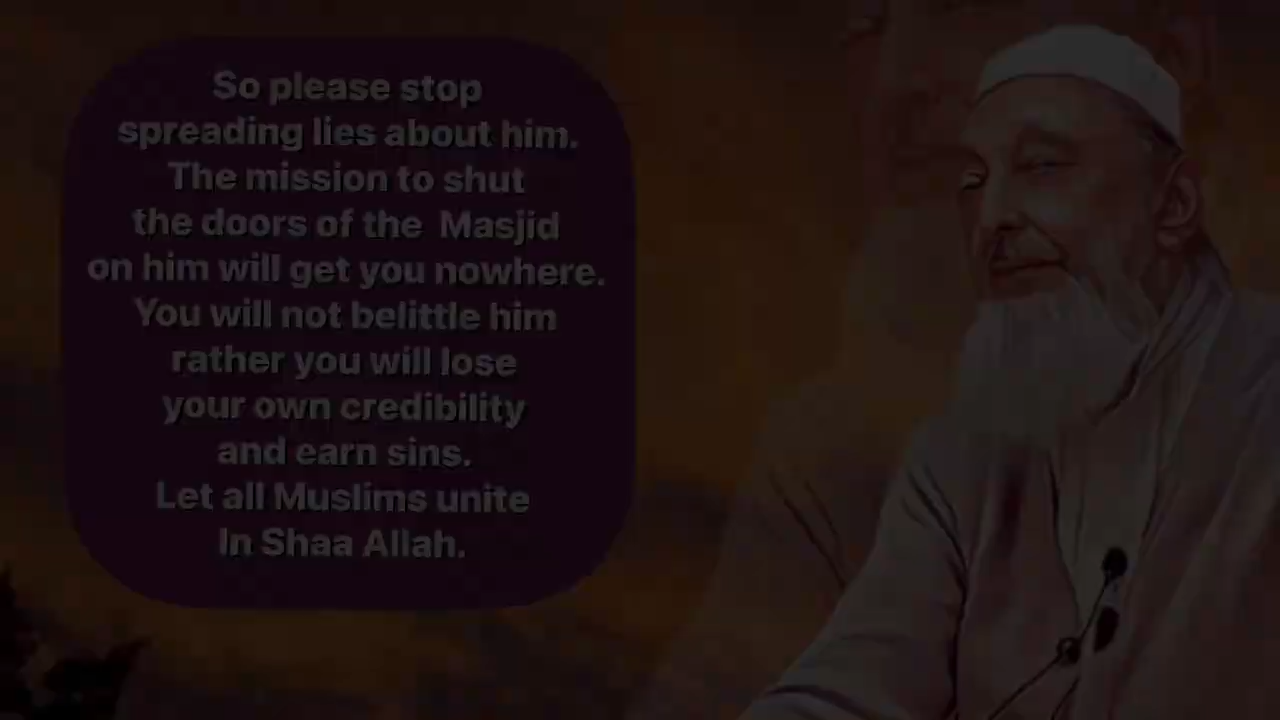 So please stop
spreading lies about him.
The mission to shut
the doors of the Masjid
on him will get you nowhere.
You will not belittle him
rather you will lose
your own credibility
and earn sins.
Let all Muslims unite
In Shaa Allah.